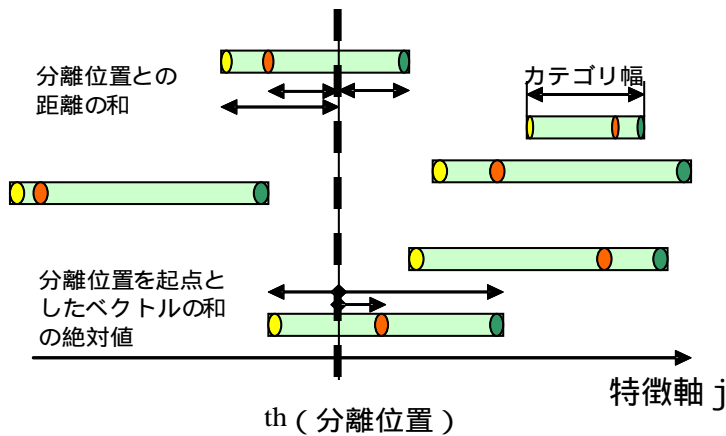 分離位置との
距離の和
カテゴリ幅
分離位置を起点と
したベクトルの和
の絶対値
特徴軸 j
th ( 分離位置 )